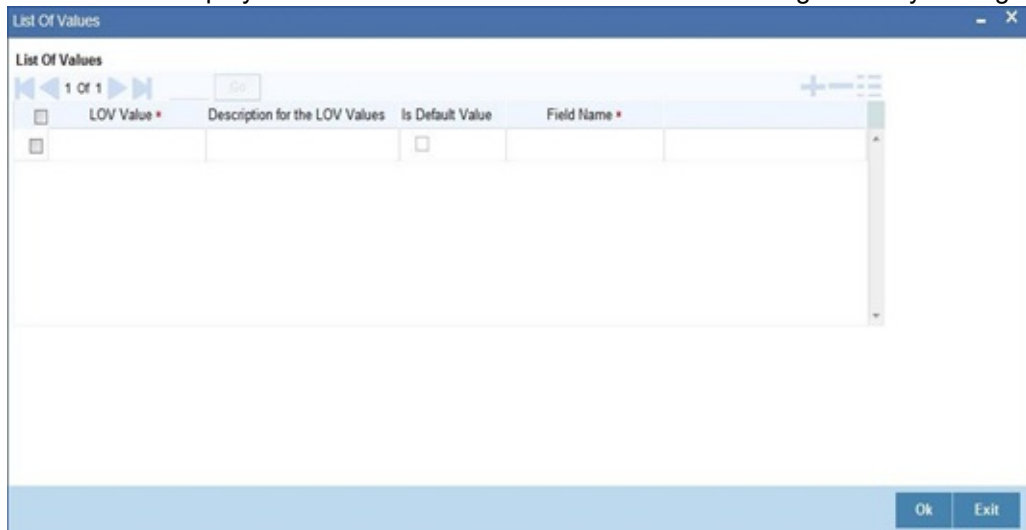 List Of Values
List Of Values
1 Of 1 Go
LOV Value * Description for the LOV Values Is Default Value Field Name *
Ok Exit